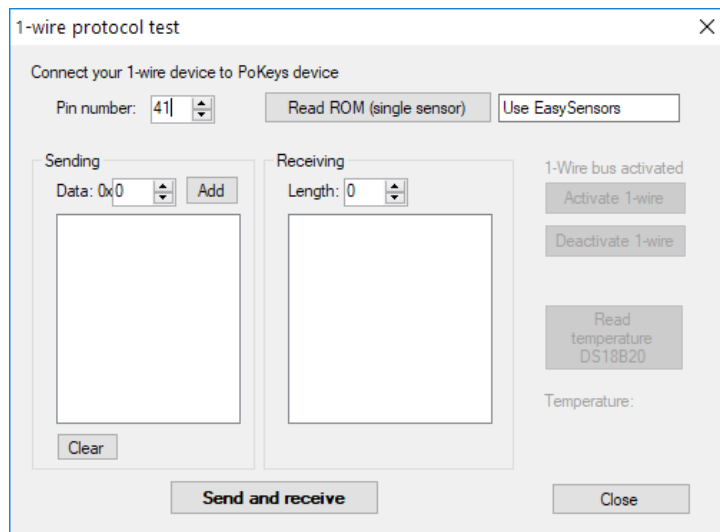 1-wire protocol test
Connect your 1-wire device to PoKeys device
Pin number: 41 Read ROM (single sensor) Use EasySensors
Sending
Data: 0x0 Add
Clear
Receiving
Length: 0
1-Wire bus activated
Activate 1-wire
Deactivate 1-wire
Read
temperature
DS18B20
Temperature:
Send and receive
Close